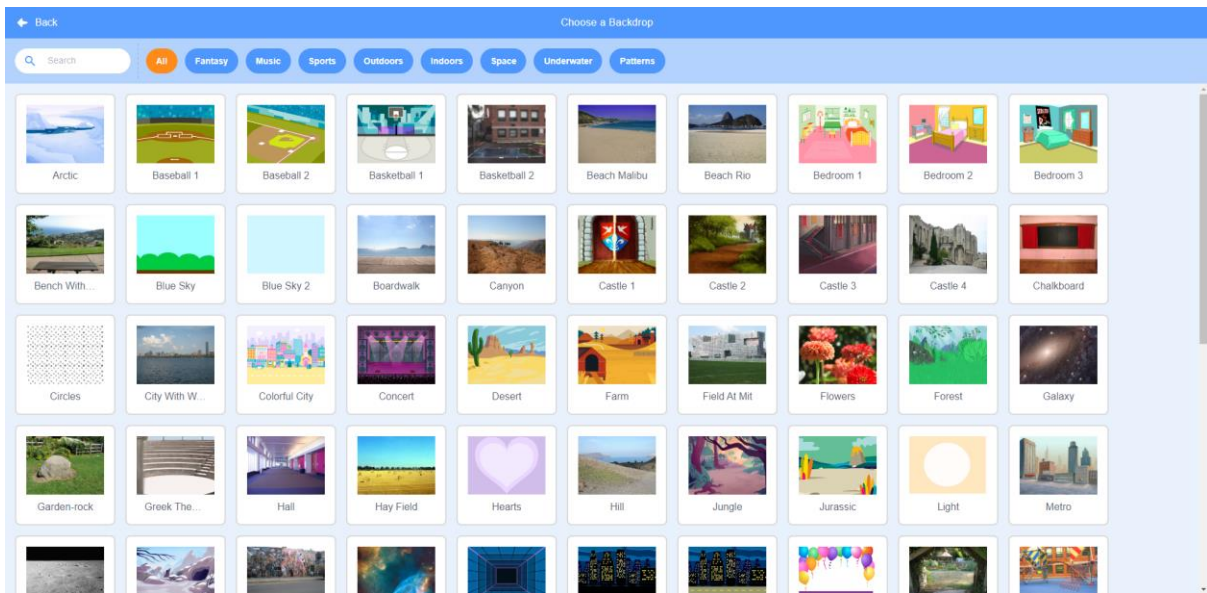 Back
Choose a Backdrop
Search
All Fantasy Music Sports Outdoors Indoors Space Underwater Patterns
Arctic Baseball 1 Baseball 2 Basketball 1 Basketball 2 Beach Malibu Beach Rio Bedroom 1 Bedroom 2 Bedroom 3
Bench With... Blue Sky Blue Sky 2 Boardwalk Canyon Castle 1 Castle 2 Castle 3 Castle 4 Chalkboard
Circles City With W... Colorful City Concert Desert Farm Field At Mit Flowers Forest Galaxy
Garden-rock Greek The... Hall Hay Field Hearts Hill Jungle Jurassic Light Metro